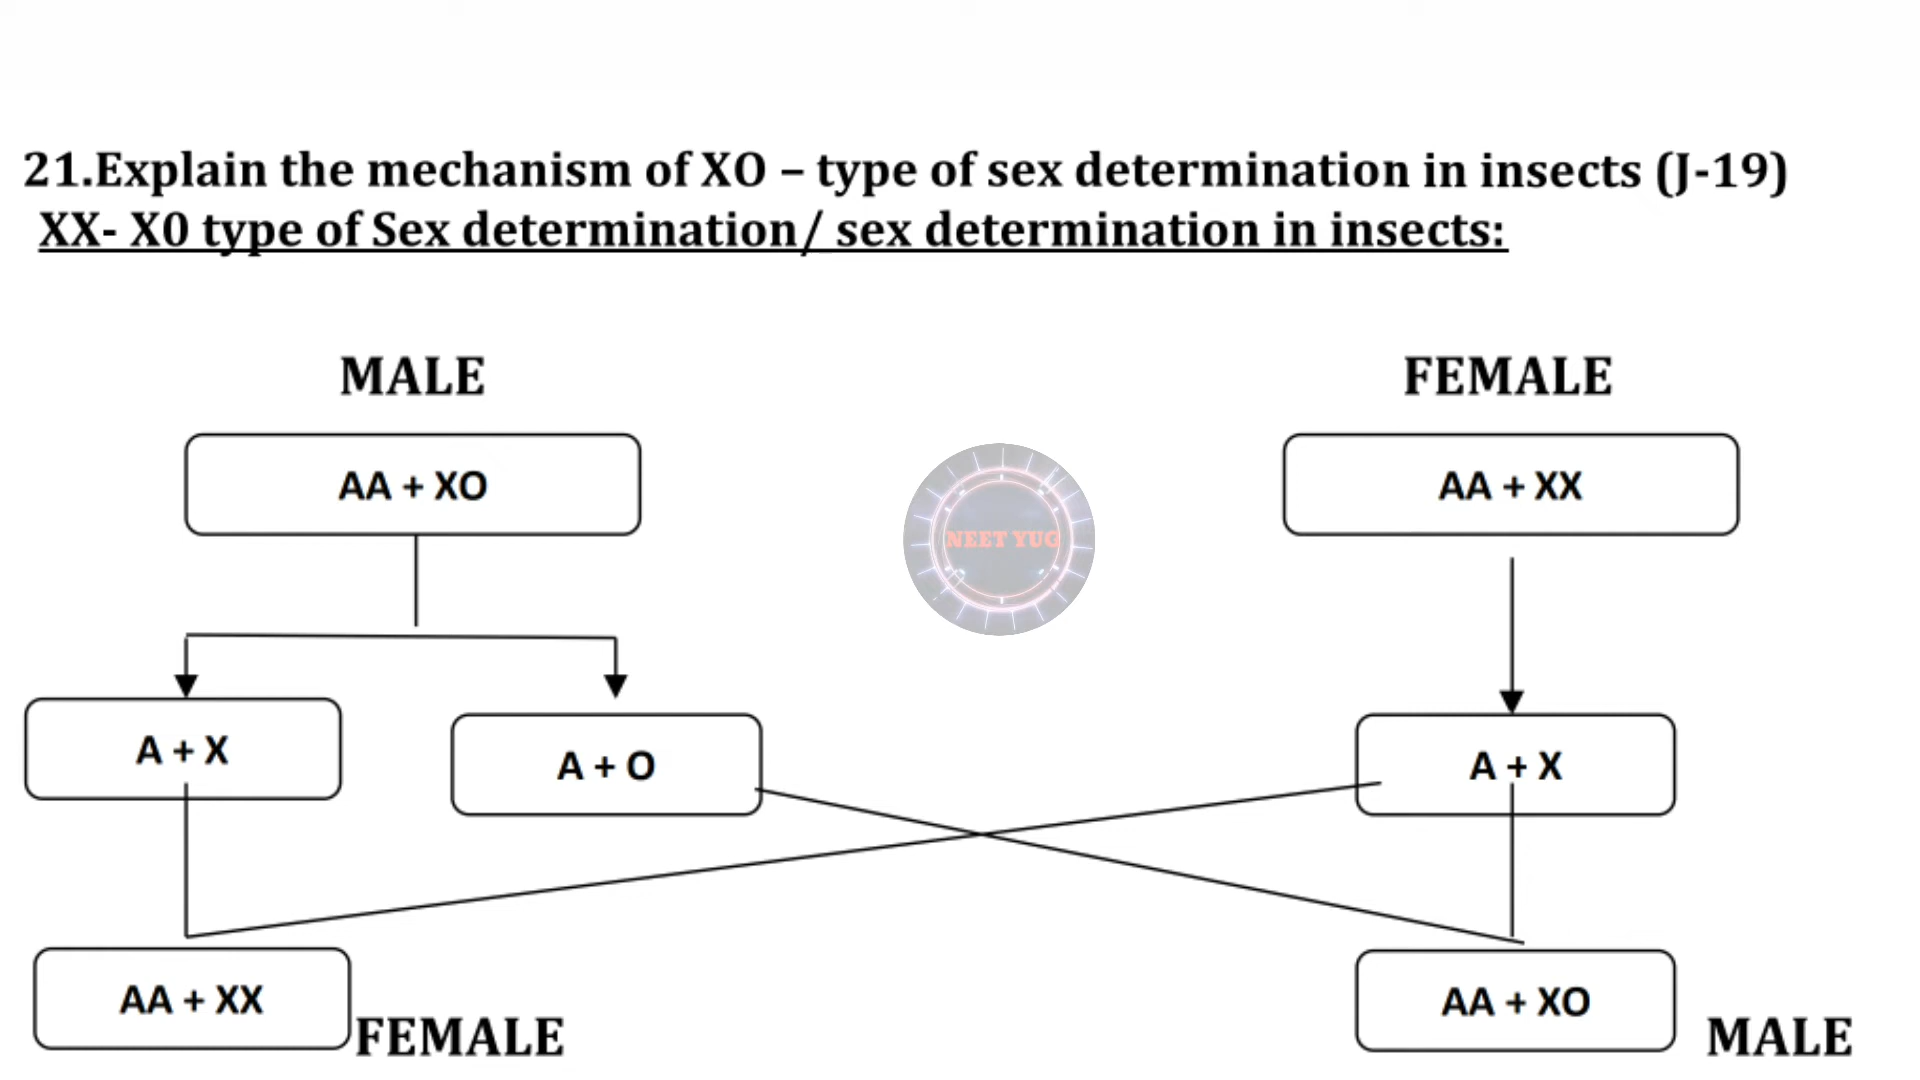 21.Explain the mechanism of XO – type of sex determination in insects (J-19)
XX- X0 type of Sex determination/ sex determination in insects:
MALE
FEMALE
AA + XO
AA + XX
NEET YUG
A + X
A + O
A + X
AA + XX
FEMALE
AA + XO
MALE